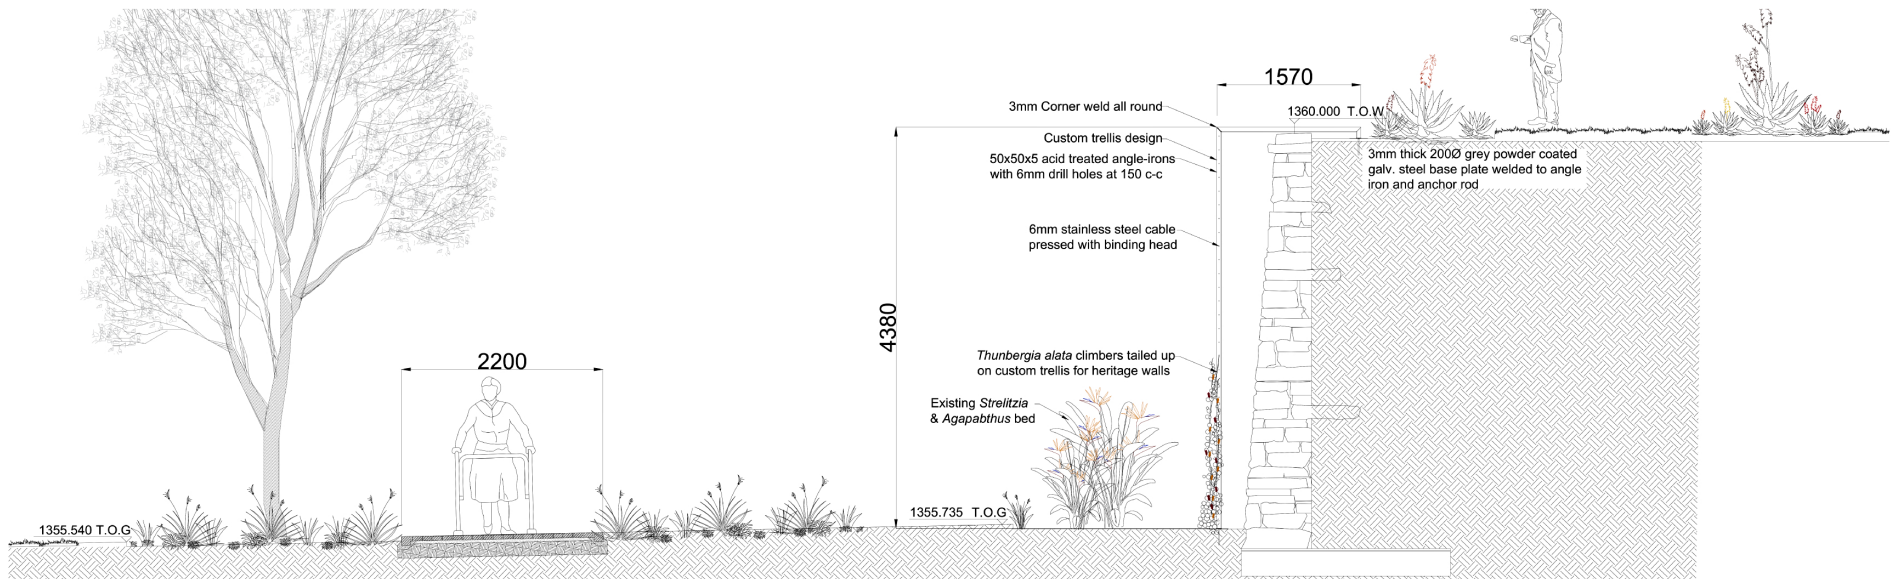 1570
3mm Corner weld all round
1360.000 T.O.W
Custom trellis design
50x50x5 acid treated angle-irons
with 6mm drill holes at 150 c-c
3mm thick 200Ø grey powder coated
galv. steel base plate welded to angle
iron and anchor rod
6mm stainless steel cable
pressed with binding head
4380
2200
Thunbergia alata climbers tailed up
on custom trellis for heritage walls
Existing Strelitzia
& Agapabthus bed
1355.735 T.O.G
1355.540 T.O.G